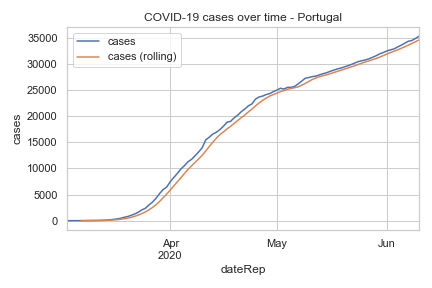 COVID-19 cases over time - Portugal
cases
cases (rolling)
35000
30000
25000
20000
15000
10000
5000
0
cases
Apr
2020
May
Jun
dateRep